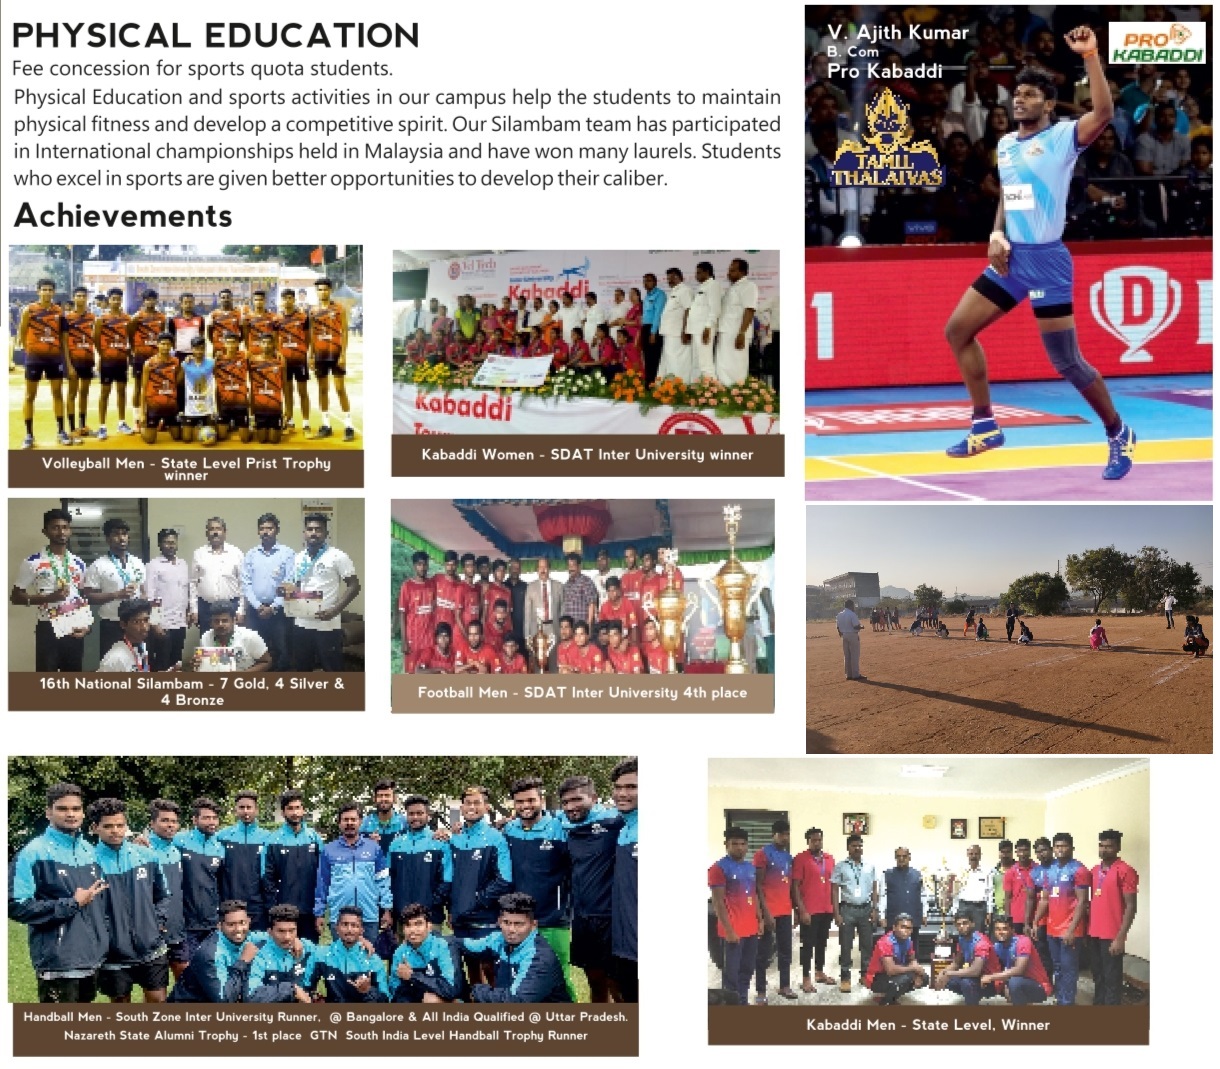 PHYSICAL EDUCATION
Fee concession for sports quota students.
Physical Education and sports activities in our campus help the students to maintain
physical fitness and develop a competitive spirit. Our Silambam team has participated
in International championships held in Malaysia and have won many laurels. Students
who excel in sports are given better opportunities to develop their caliber.
Achievements
V. Ajith Kumar
B. Com
Pro Kabaddi
PRO
KABADDI
TAMIL
THALAIVAS
vivo
1
D
Vel Tech
Kabaddi
Kabaddi
Volleyball Men - State Level Prist Trophy
winner
Kabaddi Women - SDAT Inter University winner
16th National Silambam - 7 Gold, 4 Silver &
4 Bronze
Football Men - SDAT Inter University 4th place
Handball Men - South Zone Inter University Runner, @ Bangalore & All India Qualified @ Uttar Pradesh.
Nazareth State Alumni Trophy - 1st place GTN South India Level Handball Trophy Runner
Kabaddi Men - State Level, Winner